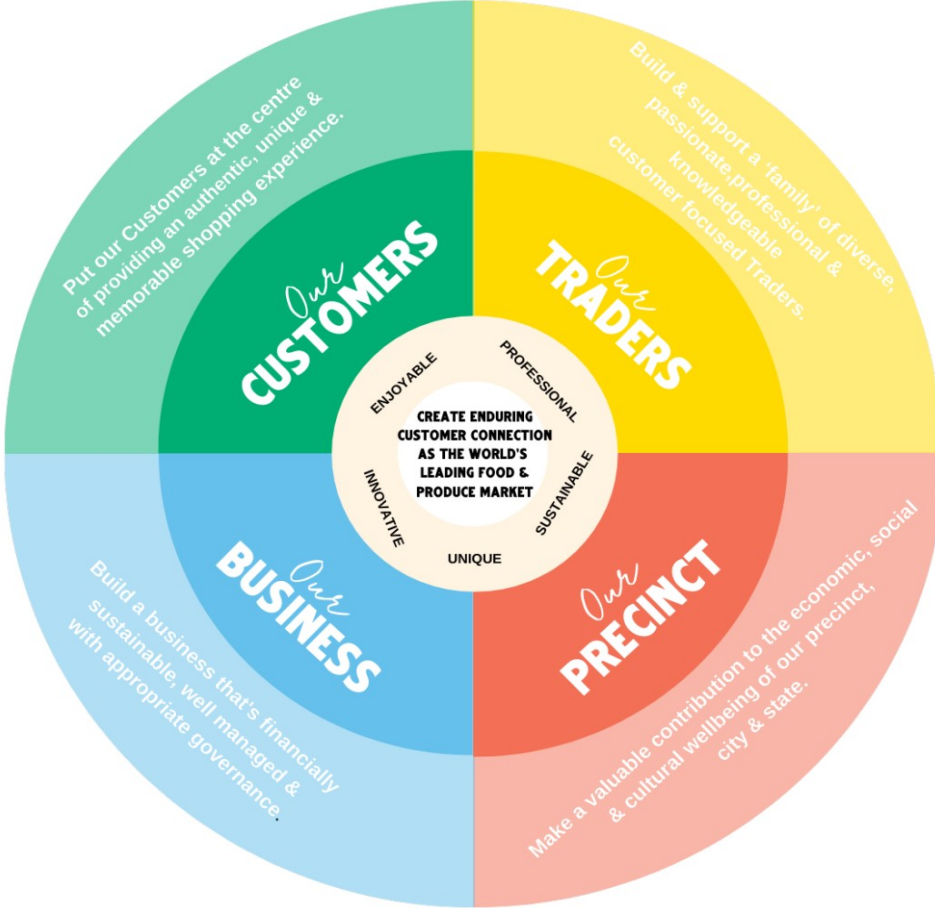 Put our Customers at the centre
of providing an authentic, unique &
memorable shopping experience.
Our
CUSTOMERS
Build & support a ‘family’ of diverse,
passionate,professional &
knowledgeable
customer focused Traders.
Our
TRADERS
ENJOYABLE
PROFESSIONAL
CREATE ENDURING
CUSTOMER CONNECTION
AS THE WORLD'S
LEADING FOOD &
PRODUCE MARKET
INNOVATIVE
SUSTAINABLE
UNIQUE
Our
BUSINESS
Build a business that's financially
sustainable, well managed &
with appropriate governance.
Our
PRECINCT
Make a valuable contribution to the economic, social
& cultural wellbeing of our precinct,
city & state.